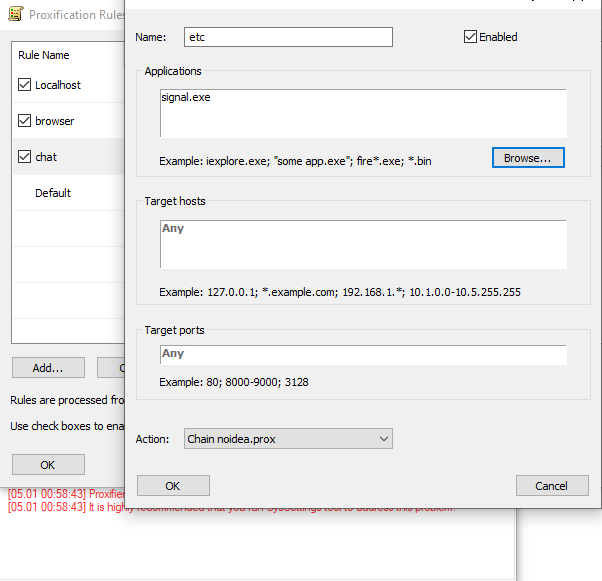 Proxification Rules
Rule Name
Localhost
browser
chat
Default
Add...
Rules are processed
Use check boxes to
OK
Name:
etc
Enabled
Applications
signal.exe
Example: iexplore.exe; "some app.exe"; fire*.exe; *.bin
Browse...
Target hosts
Any
Example: 127.0.0.1; *.example.com; 192.168.1.*; 10.1.0.0-10.5.255.255
Target ports
Any
Example: 80; 8000-9000; 3128
Action:
Chain noidea.prox
OK
Cancel
[05.01 00:58:43] Proxifier
[05.01 00:58:43] It is highly recommended that you run SysSettings tool to address this problem.